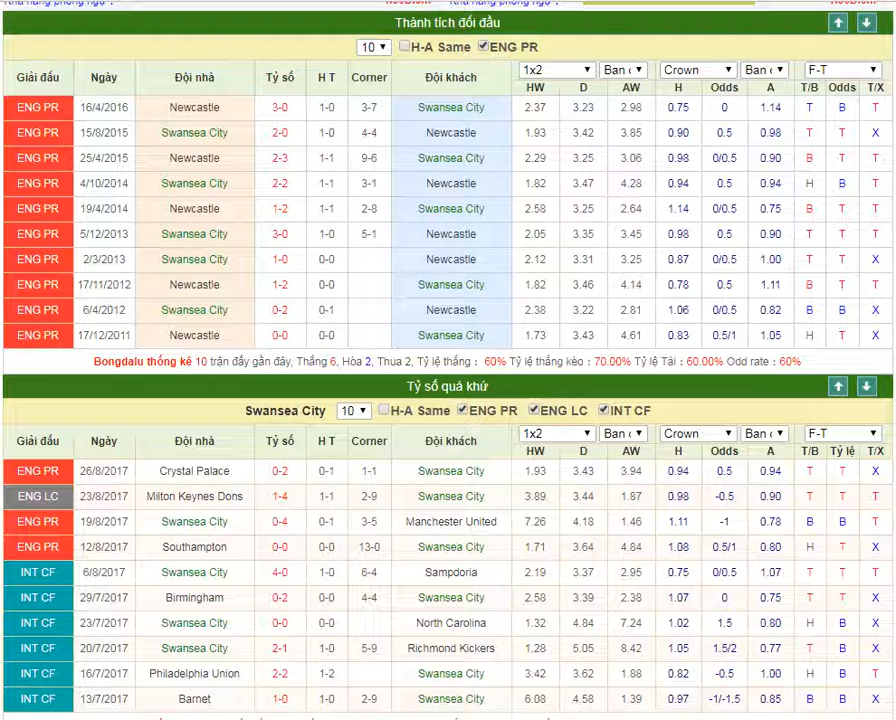 Thành tích đối đầu
10 H-A Same ENG PR
Giải đấu Ngày Đội nhà Tỷ số H T Corner Đội khách 1x2 Crown F-T
HW D AW H Odds A T/B Odds T/X
ENG PR 16/4/2016 Newcastle 3-0 1-0 3-7 Swansea City 2.37 3.23 2.98 0.75 0 1.14 T B T
ENG PR 15/8/2015 Swansea City 2-0 1-0 4-4 Newcastle 1.93 3.42 3.85 0.90 0.5 0.98 T T X
ENG PR 25/4/2015 Newcastle 2-3 1-1 9-6 Swansea City 2.29 3.25 3.06 0.98 0/0.5 0.90 B T T
ENG PR 4/10/2014 Swansea City 2-2 1-1 3-1 Newcastle 1.82 3.47 4.28 0.94 0.5 0.94 H B T
ENG PR 19/4/2014 Newcastle 1-2 1-1 2-8 Swansea City 2.58 3.25 2.64 1.14 0/0.5 0.75 B T T
ENG PR 5/12/2013 Swansea City 3-0 1-0 5-1 Newcastle 2.05 3.35 3.45 0.98 0.5 0.90 T T T
ENG PR 2/3/2013 Swansea City 1-0 0-0 Newcastle 2.12 3.31 3.25 0.87 0/0.5 1.00 T T X
ENG PR 17/11/2012 Newcastle 1-2 0-0 Swansea City 1.82 3.46 4.14 0.78 0.5 1.11 B T T
ENG PR 6/4/2012 Swansea City 0-2 0-1 Newcastle 2.38 3.22 2.81 1.06 0/0.5 0.82 B B X
ENG PR 17/12/2011 Newcastle 0-0 0-0 Swansea City 1.73 3.43 4.61 0.83 0.5/1 1.05 H T X
Bongdalu thống kê 10 trận đấy gần đây, Thắng 6, Hòa 2, Thua 2, Tỷ lệ thắng : 60% Tỷ lệ thắng kèo : 70.00% Tỷ lệ Tài : 60.00% Odd rate : 60%
Tỷ số quá khứ
Swansea City 10 H-A Same ENG PR ENG LC INT CF
Giải đấu Ngày Đội nhà Tỷ số H T Corner Đội khách 1x2 Crown F-T
HW D AW H Odds A T/B Tỷ lệ T/X
ENG PR 26/8/2017 Crystal Palace 0-2 0-1 1-1 Swansea City 1.93 3.43 3.94 0.94 0.5 0.94 T T X
ENG LC 23/8/2017 Milton Keynes Dons 1-4 1-1 2-9 Swansea City 3.89 3.44 1.87 0.98 -0.5 0.90 T T T
ENG PR 19/8/2017 Swansea City 0-4 0-1 3-5 Manchester United 7.26 4.18 1.46 1.11 -1 0.78 B B T
ENG PR 12/8/2017 Southampton 0-0 0-0 13-0 Swansea City 1.71 3.64 4.84 1.08 0.5/1 0.80 H T X
INT CF 6/8/2017 Swansea City 4-0 1-0 6-4 Sampdoria 2.19 3.37 2.95 0.75 0/0.5 1.07 T T T
INT CF 29/7/2017 Birmingham 0-2 0-0 4-4 Swansea City 2.58 3.39 2.38 1.07 0 0.75 T T X
INT CF 23/7/2017 Swansea City 0-0 0-0 North Carolina 1.32 4.84 7.24 1.02 1.5 0.80 H B X
INT CF 20/7/2017 Swansea City 2-1 1-0 5-9 Richmond Kickers 1.28 5.05 8.42 1.05 1.5/2 0.77 T B X
INT CF 16/7/2017 Philadelphia Union 2-2 1-2 Swansea City 3.42 3.62 1.88 0.82 -0.5 1.00 H B T
INT CF 13/7/2017 Barnet 1-0 1-0 2-9 Swansea City 6.08 4.58 1.39 0.97 -1/-1.5 0.85 B B X